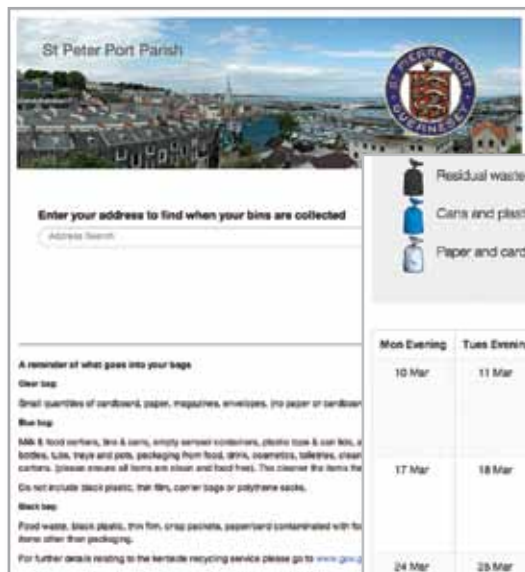 St Peter Port Parish
ST PIERRE PORT
GUERNESEY
Enter your address to find when your bins are collected
Address Search
Residual waste
Cans and plast
Paper and card
Mon Evening Tues Evenin
10 Mar 11 Mar
17 Mar 18 Mar
24 Mar 25 Mar
A reminder of what goes into your bags
Clear bag
Small quantities of cardboard, paper, magazines, envelopes, (no paper or cardboar
Blue bag
Milk & food cartons, tins & cans, empty aerosol containers, plastic tops & can lids,
bottles, tubs, trays and pots, packaging from food, drink, cosmetics, toiletries, clean
cartons. (please ensure all items are clean and food free). The cleaner the items the
Do not include black plastic, thin film, carrier bags or polythene sacks.
Black bag
Food waste, black plastic, thin film, crisp packets, paper/card contaminated with fo
items other than packaging.
For further details relating to the kerbside recycling service please go to www.gov.g